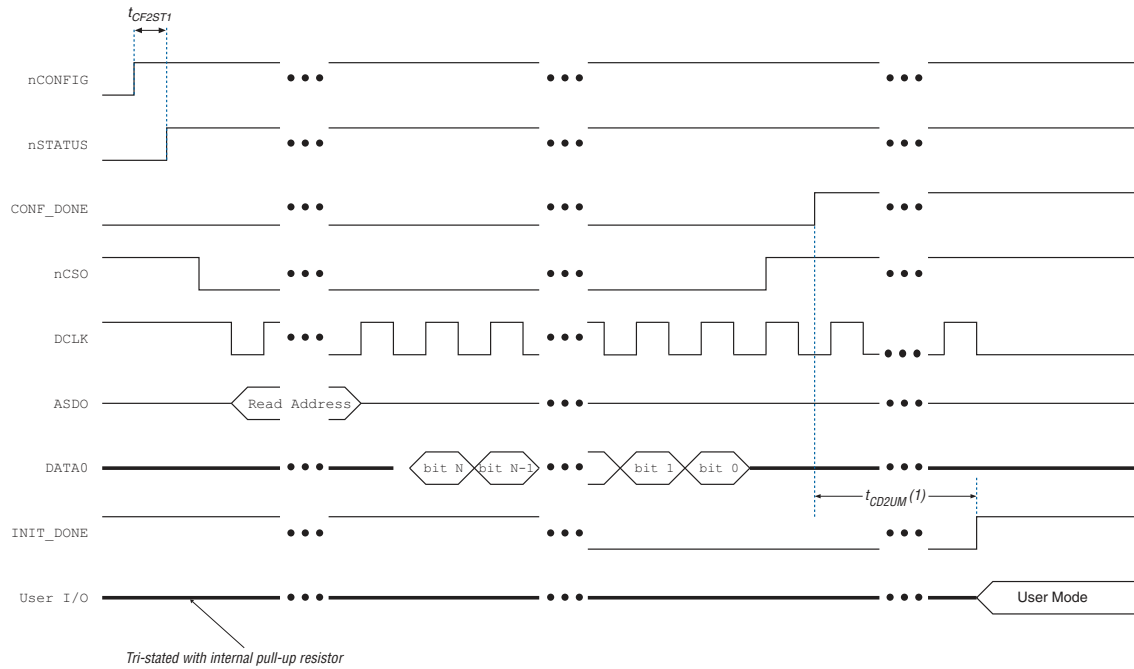 tCF2ST1
nCONFIG
nSTATUS
CONF_DONE
nCSO
DCLK
ASDO
Read Address
DATA0
bit N
bit N-1
bit 1
bit 0
tCD2UM (1)
INIT_DONE
User I/O
User Mode
Tri-stated with internal pull-up resistor